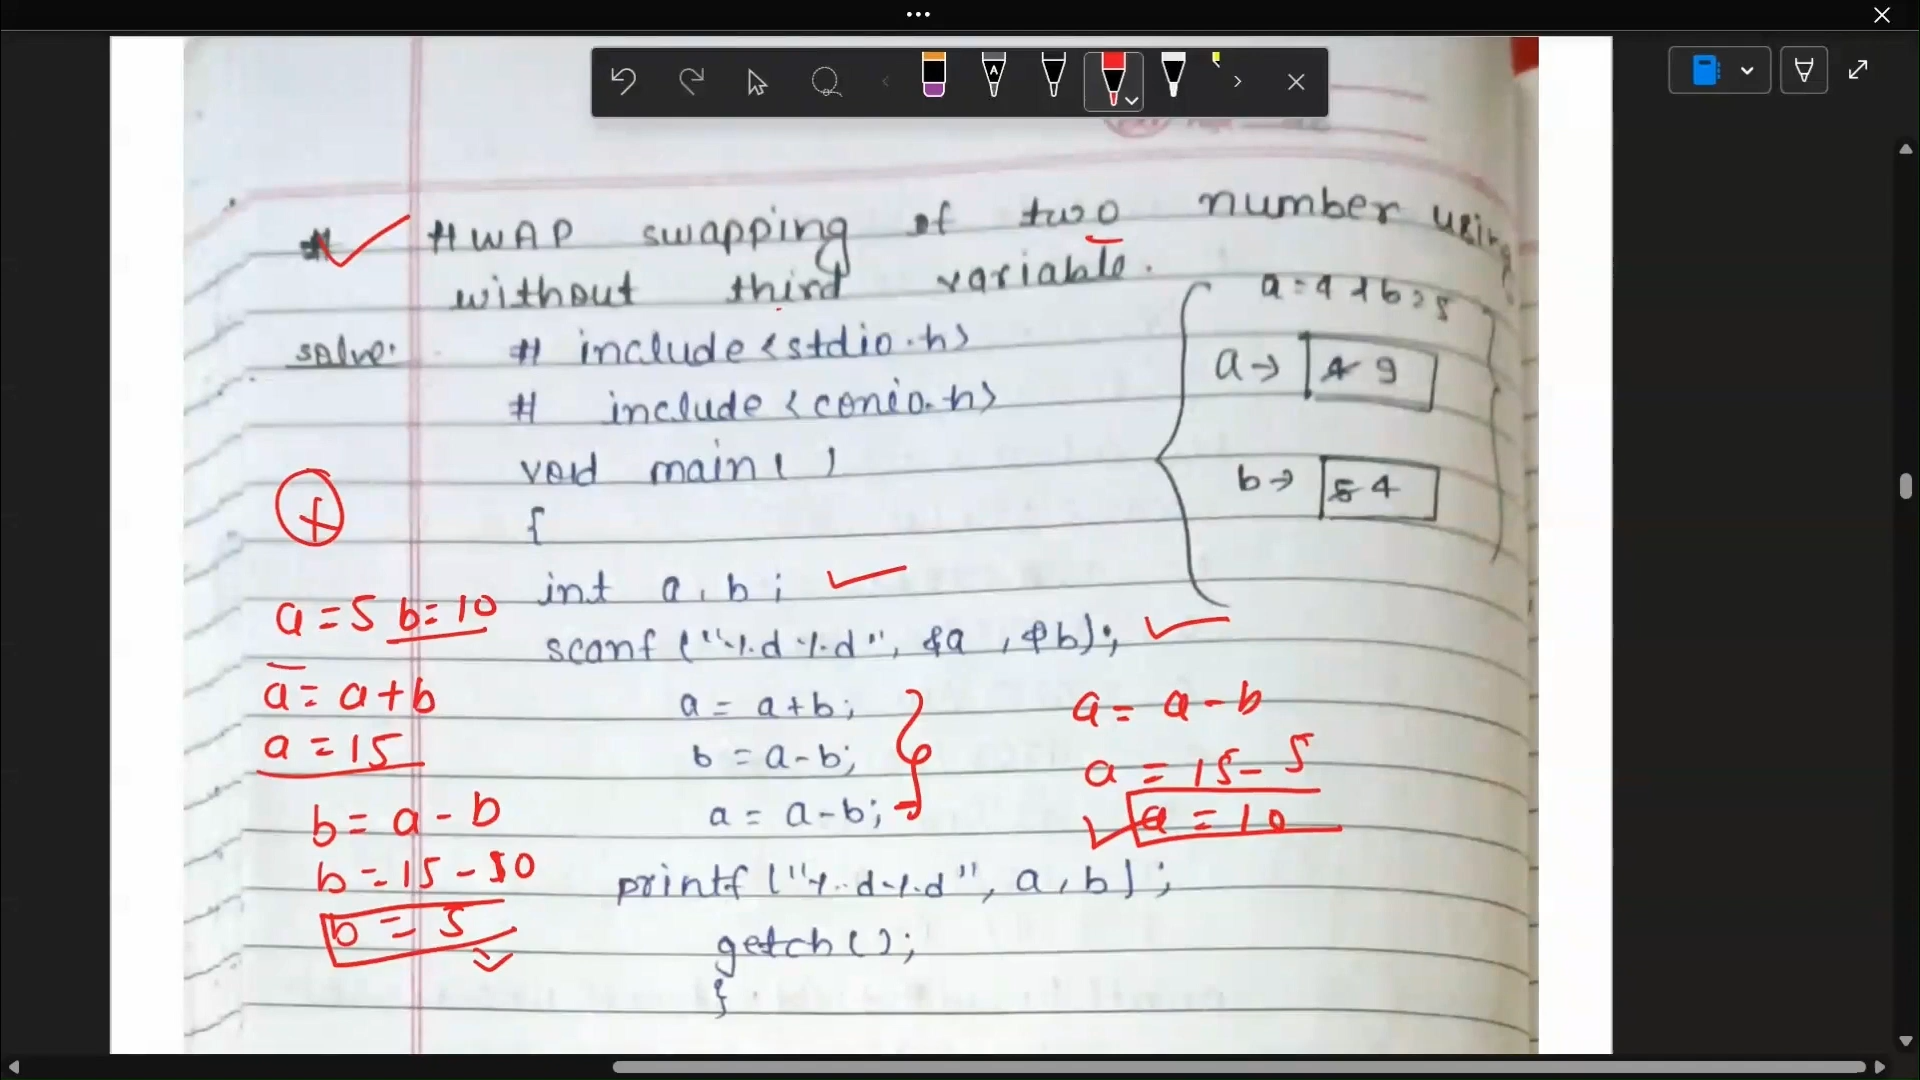 # WAP swapping of two number using
without third variable.
solve.
# include <stdio.h>
# include <conio.h>
void main( )
{
int a, b;
scanf ("%d %d", &a, &b);
a = a+b;
b = a-b;
a = a-b;
printf ("%d %d", a, b);
getch();
}
a = 4 + b = 5
a → 4 9
b → 5 4
+
a = 5 b = 10
a = a + b
a = 15
b = a - b
b = 15 - 10
b = 5
a = a - b
a = 15 - 5
a = 10